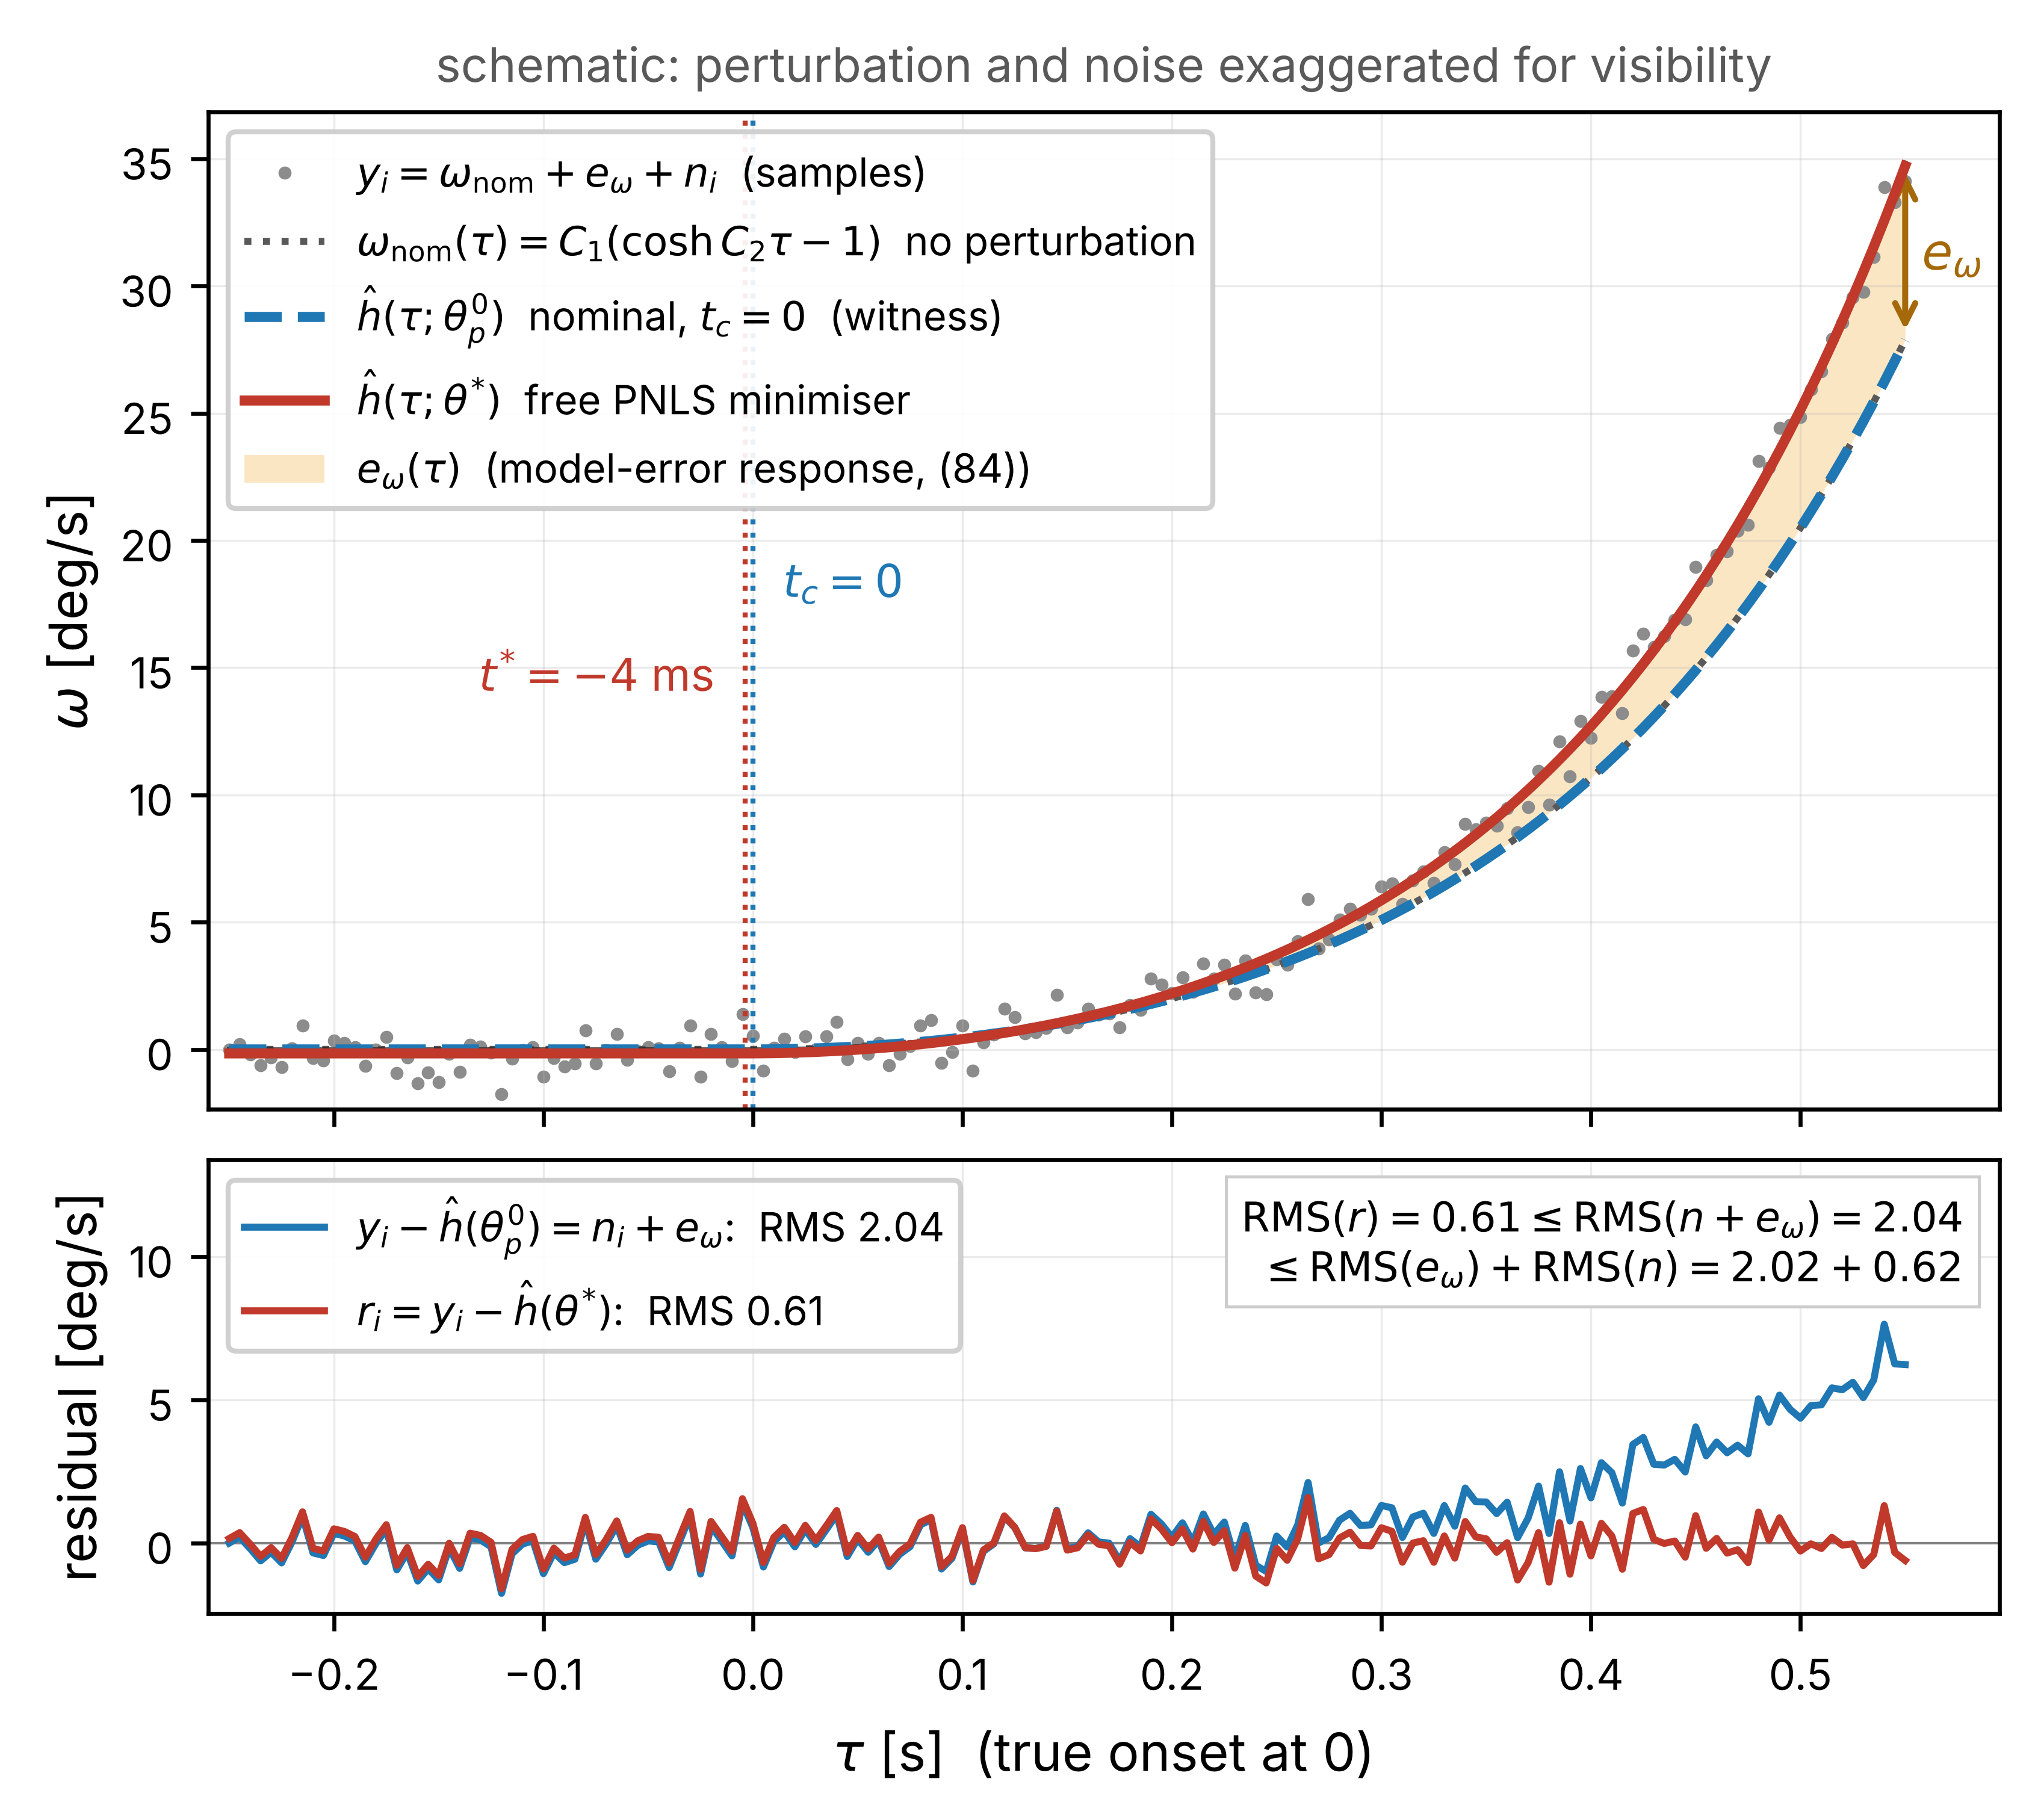 schematic: perturbation and noise exaggerated for visibility
35
30
25
20
15
10
5
0
ω [deg/s]
y_i = ω_nom + e_ω + n_i (samples)
ω_nom(τ) = C_1(cosh C_2τ − 1) no perturbation
ĥ(τ; θ_p^0) nominal, t_c = 0 (witness)
ĥ(τ; θ^*) free PNLS minimiser
e_ω(τ) (model-error response, (84))
e_ω
t_c = 0
t^* = −4 ms
10
5
0
residual [deg/s]
y_i − ĥ(θ_p^0) = n_i + e_ω: RMS 2.04
r_i = y_i − ĥ(θ^*): RMS 0.61
RMS(r) = 0.61 ≤ RMS(n + e_ω) = 2.04
≤ RMS(e_ω) + RMS(n) = 2.02 + 0.62
−0.2 −0.1 0.0 0.1 0.2 0.3 0.4 0.5
τ [s] (true onset at 0)